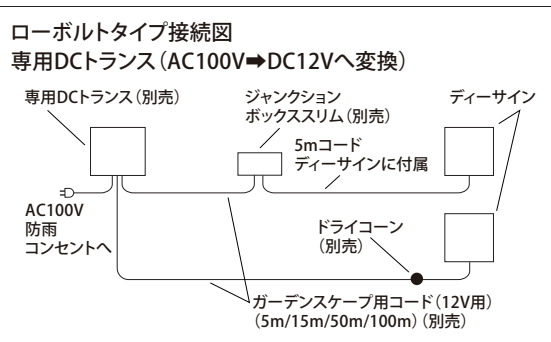 ローボルトタイプ接続図
専用DCトランス（AC100V➡DC12Vへ変換）
専用DCトランス（別売）
ジャンクション
ボックススリム（別売）
ディーサイン
5mコード
ディーサインに付属
AC100V
防雨
コンセントへ
ドライコーン
（別売）
ガーデンスケープ用コード（12V用）
（5m/15m/50m/100m）（別売）